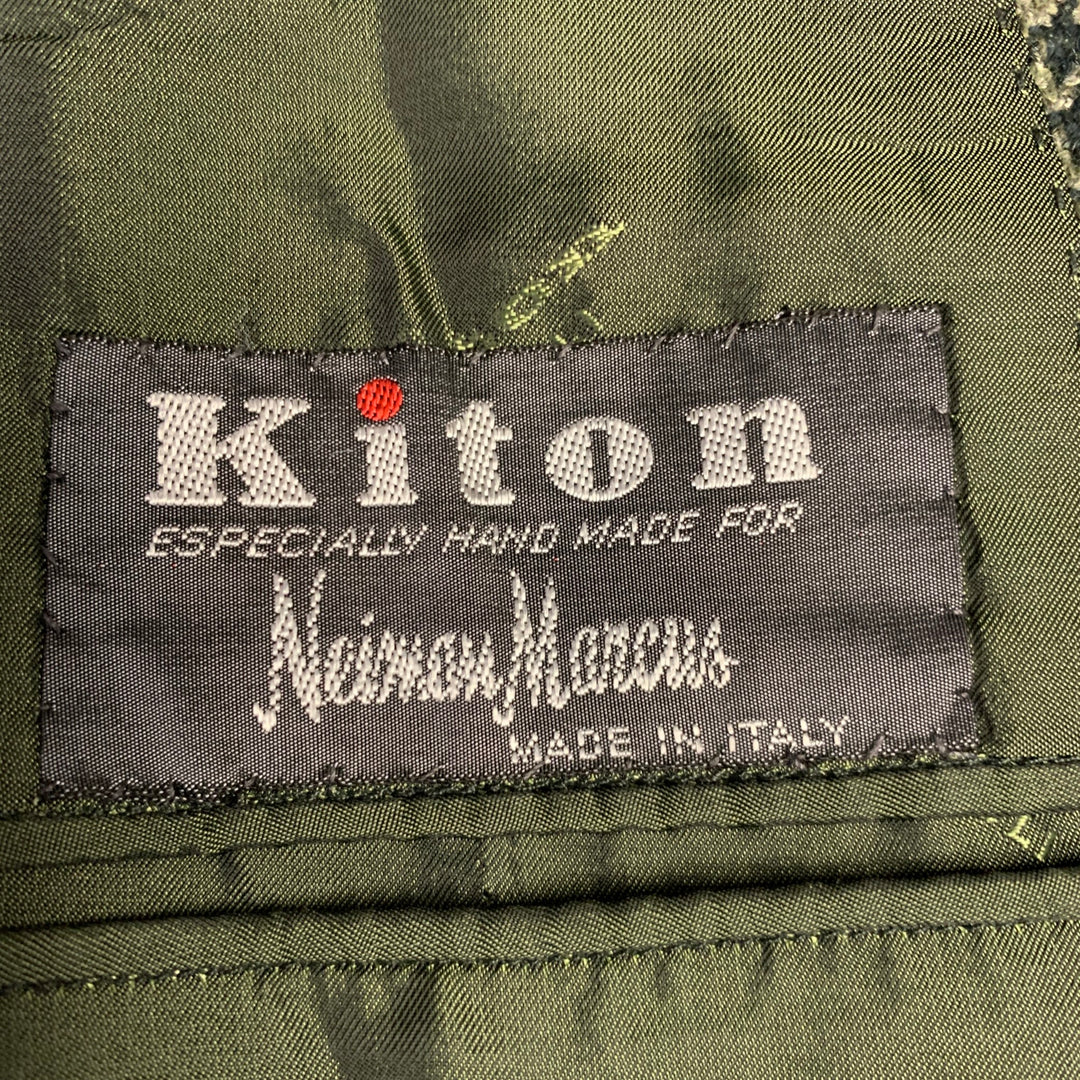 Kiton
ESPECIALLY HAND MADE FOR
Neiman Marcus
MADE IN ITALY